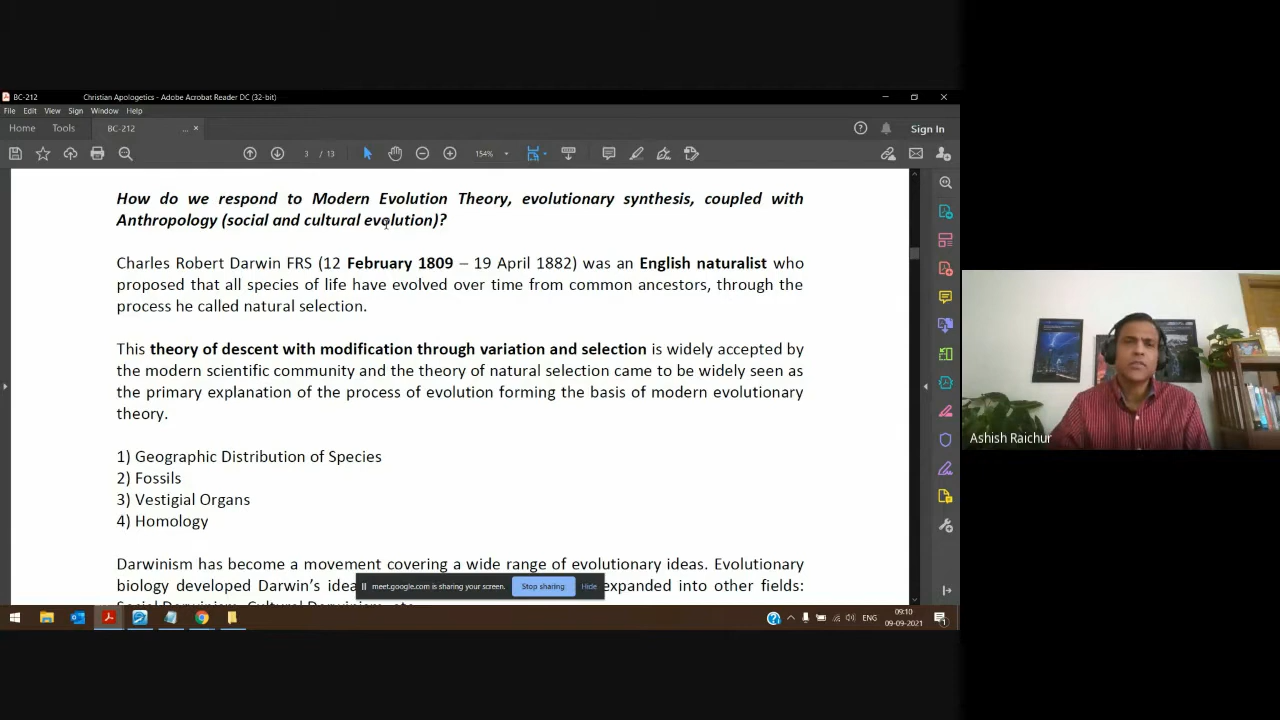 BC-212 Christian Apologetics - Adobe Acrobat Reader DC (32-bit)
File Edit View Sign Window Help
Home Tools BC-212 ... × Sign In
3 / 13 154%
How do we respond to Modern Evolution Theory, evolutionary synthesis, coupled with
Anthropology (social and cultural evolution)?
Charles Robert Darwin FRS (12 February 1809 – 19 April 1882) was an English naturalist who
proposed that all species of life have evolved over time from common ancestors, through the
process he called natural selection.
This theory of descent with modification through variation and selection is widely accepted by
the modern scientific community and the theory of natural selection came to be widely seen as
the primary explanation of the process of evolution forming the basis of modern evolutionary
theory.
1) Geographic Distribution of Species
2) Fossils
3) Vestigial Organs
4) Homology
Darwinism has become a movement covering a wide range of evolutionary ideas. Evolutionary
biology developed Darwin's idea expanded into other fields:
meet.google.com is sharing your screen. Stop sharing Hide
Social Darwinism, Cultural Darwinism, etc.
Ashish Raichur
ENG
09:10
09-09-2021